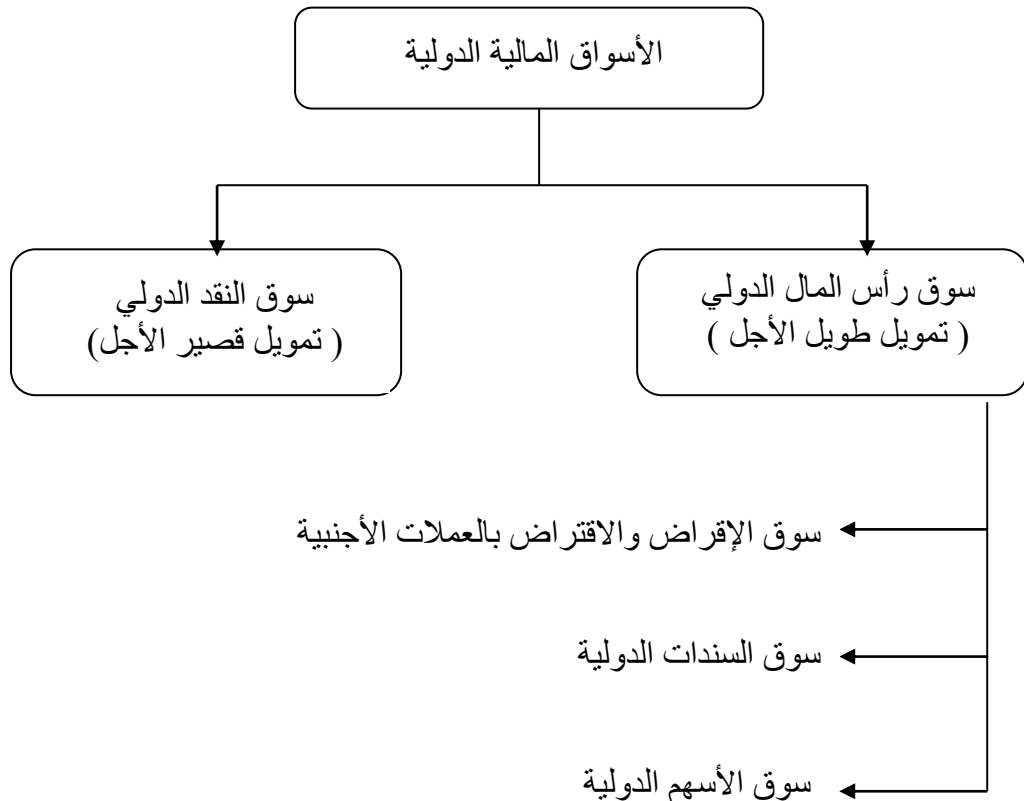 الأسواق المالية الدولية
سوق رأس المال الدولي
( تمويل طويل الأجل )
سوق النقد الدولي
( تمويل قصير الأجل)
سوق الإقراض والاقتراض بالعملات الأجنبية
سوق السندات الدولية
سوق الأسهم الدولية